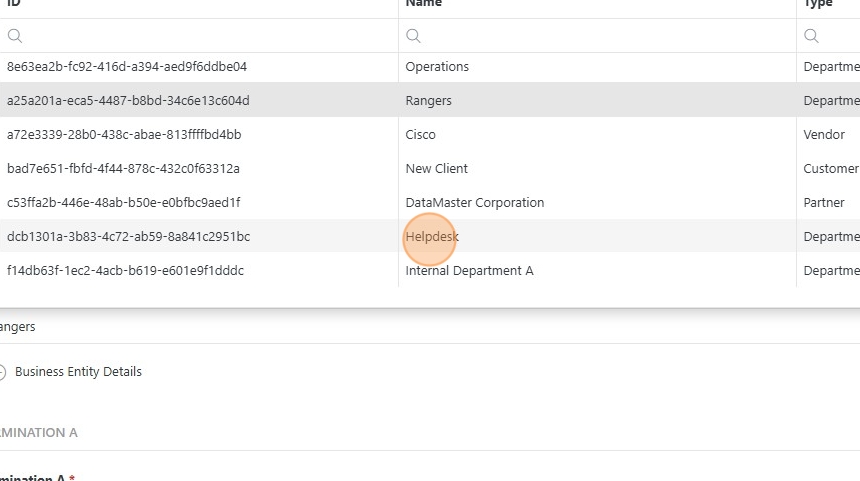 ID Name Type
8e63ea2b-fc92-416d-a394-aed9f6ddbe04 Operations Departme
a25a201a-eca5-4487-b8bd-34c6e13c604d Rangers Departme
a72e3339-28b0-438c-abae-813ffffbd4bb Cisco Vendor
bad7e651-fbfd-4f44-878c-432c0f63312a New Client Customer
c53ffa2b-446e-48ab-b50e-e0bfbc9aed1f DataMaster Corporation Partner
dcb1301a-3b83-4c72-ab59-8a841c2951bc Helpdesk Departme
f14db63f-1ec2-4acb-b619-e601e9f1dddc Internal Department A Departme
angers
Business Entity Details
RMINATION A
mination A *